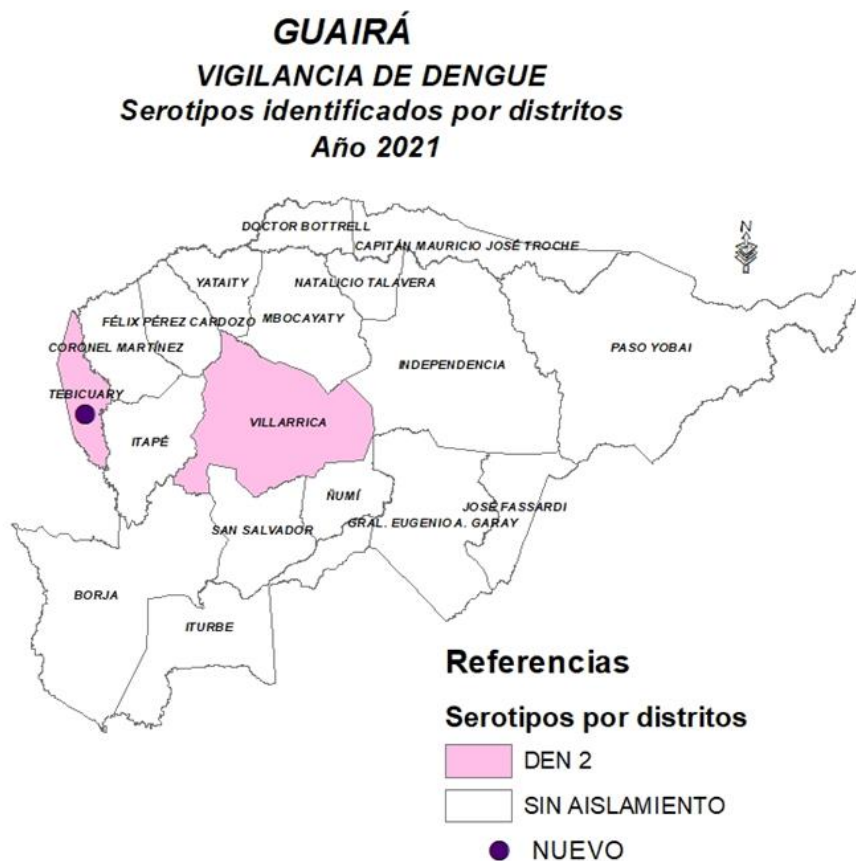 GUAIRÁ
VIGILANCIA DE DENGUE
Serotipos identificados por distritos
Año 2021
N
DOCTOR BOTTRELL
CAPITÁN MAURICIO JOSÉ TROCHE
YATAITY
NATALICIO TALAVERA
FÉLIX PÉREZ CARDOZO
MBOCAYATY
CORONEL MARTÍNEZ
PASO YOBAI
INDEPENDENCIA
TEBICUARY
VILLARRICA
ITAPÉ
ÑUMÍ
JOSÉ FASSARDI
SAN SALVADOR
GRAL. EUGENIO A. GARAY
BORJA
ITURBE
Referencias
Serotipos por distritos
DEN 2
SIN AISLAMIENTO
NUEVO